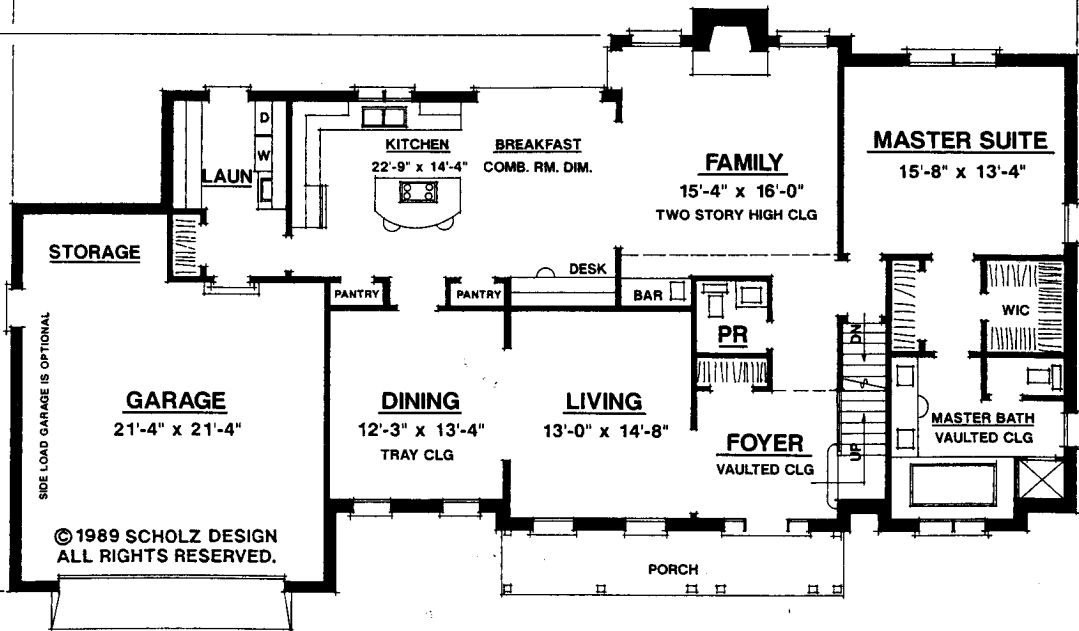 D
W
LAUN
KITCHEN
22'-9" x 14'-4"
BREAKFAST
COMB. RM. DIM.
FAMILY
15'-4" x 16'-0"
TWO STORY HIGH CLG
MASTER SUITE
15'-8" x 13'-4"
STORAGE
DESK
PANTRY
PANTRY
BAR
WIC
PR
DN
SIDE LOAD GARAGE IS OPTIONAL
GARAGE
21'-4" x 21'-4"
DINING
12'-3" x 13'-4"
TRAY CLG
LIVING
13'-0" x 14'-8"
FOYER
VAULTED CLG
UP
MASTER BATH
VAULTED CLG
©1989 SCHOLZ DESIGN
ALL RIGHTS RESERVED.
PORCH